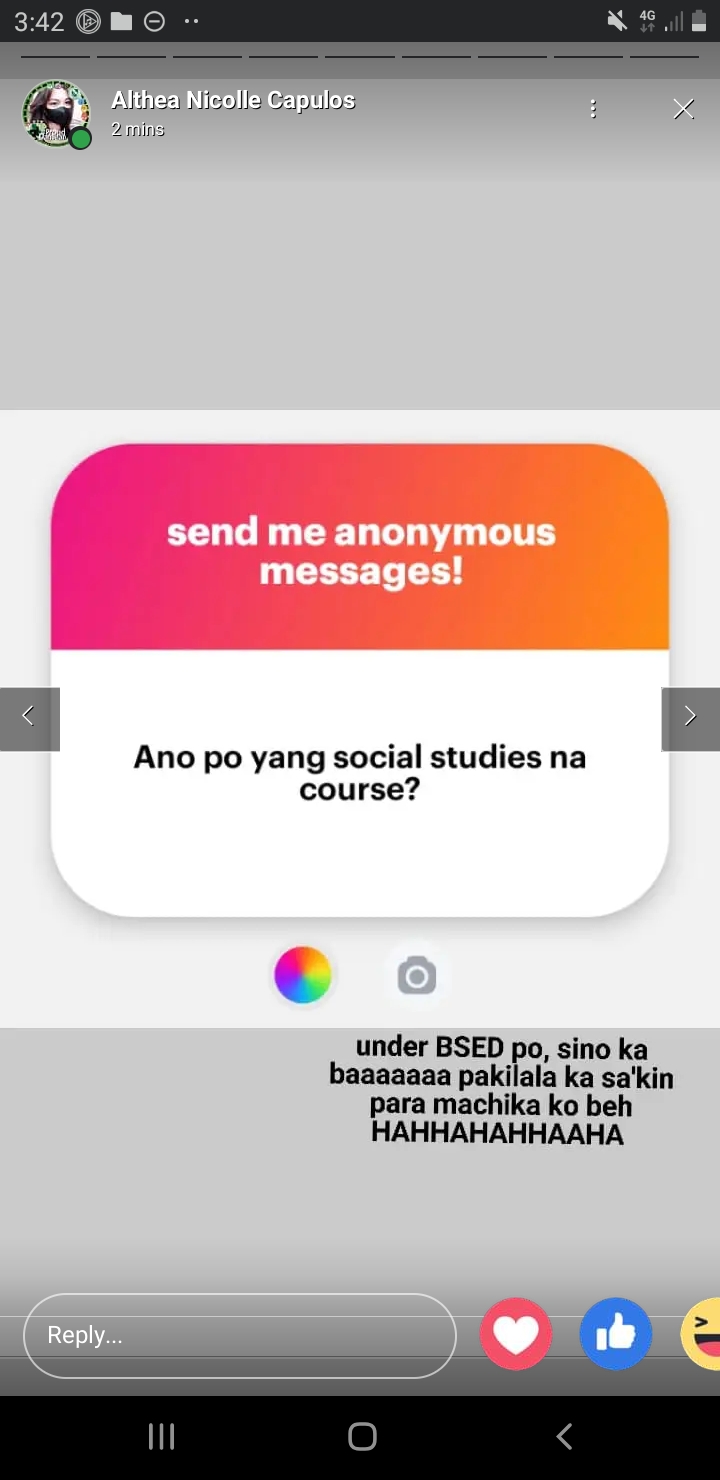 3:42
4G
Althea Nicolle Capulos
2 mins
send me anonymous
messages!
Ano po yang social studies na
course?
under BSED po, sino ka
baaaaaaa pakilala ka sa'kin
para machika ko beh
HAHHAHAHHAAHA
Reply...